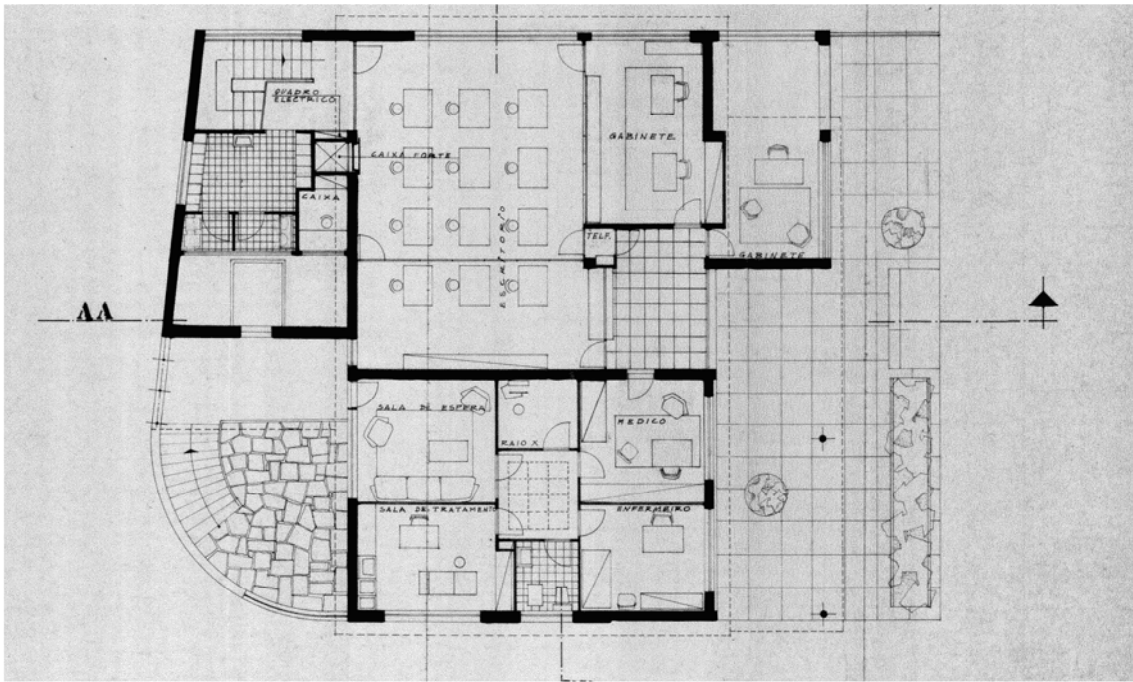 QUADRO
ELECTRICO
GABINETE
CAIXA FORTE
CAIXA
ESCRITORIO
TELF.
GABINETE
AA
SALA DE ESPERA
RAIO X
MEDICO
SALA DE TRATAMENTO
ENFERMEIRO